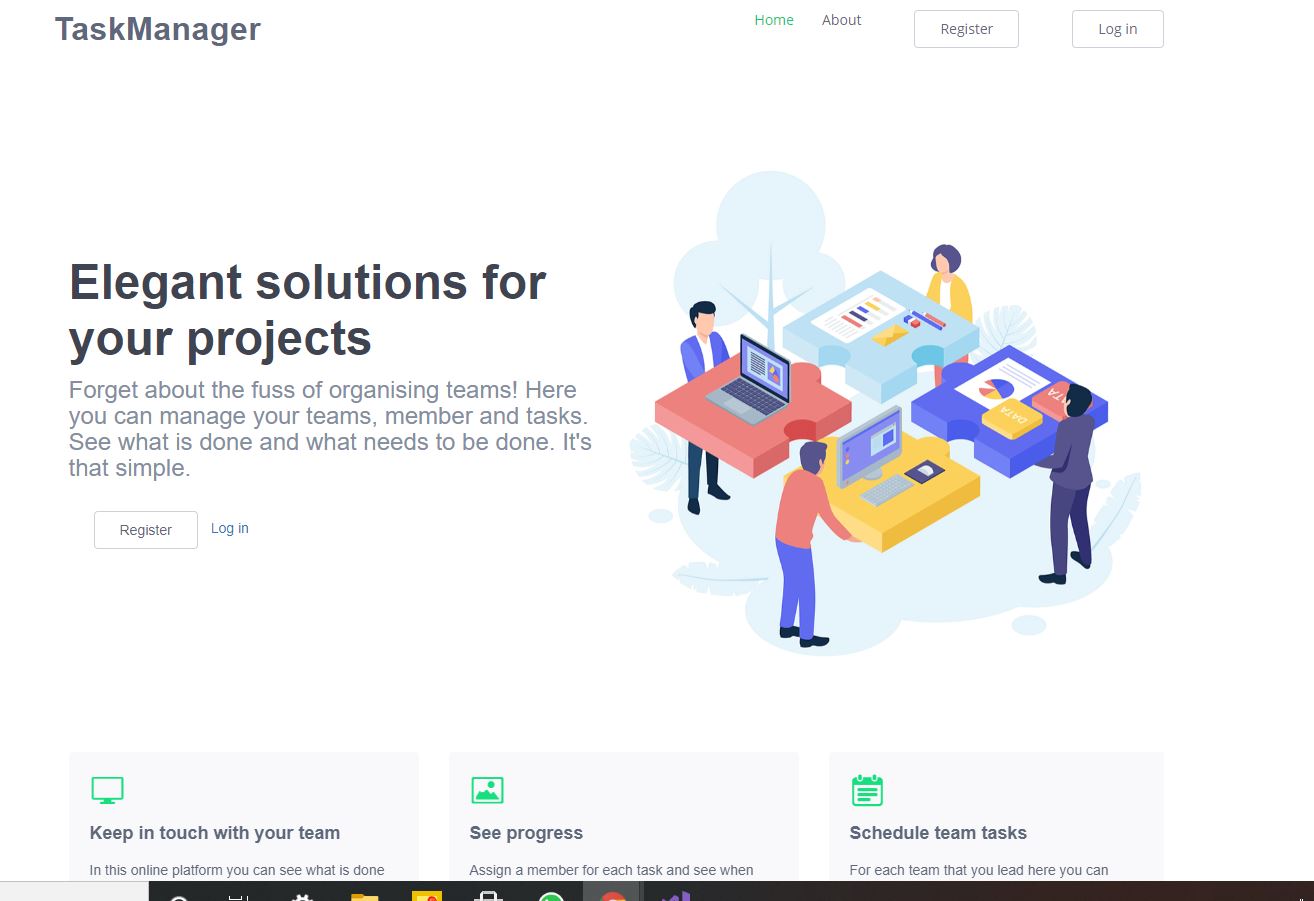 TaskManager
Home
About
Register
Log in
Elegant solutions for
your projects
Forget about the fuss of organising teams! Here
you can manage your teams, member and tasks.
See what is done and what needs to be done. It's
that simple.
Register
Log in
DATA
Keep in touch with your team
In this online platform you can see what is done
See progress
Assign a member for each task and see when
Schedule team tasks
For each team that you lead here you can